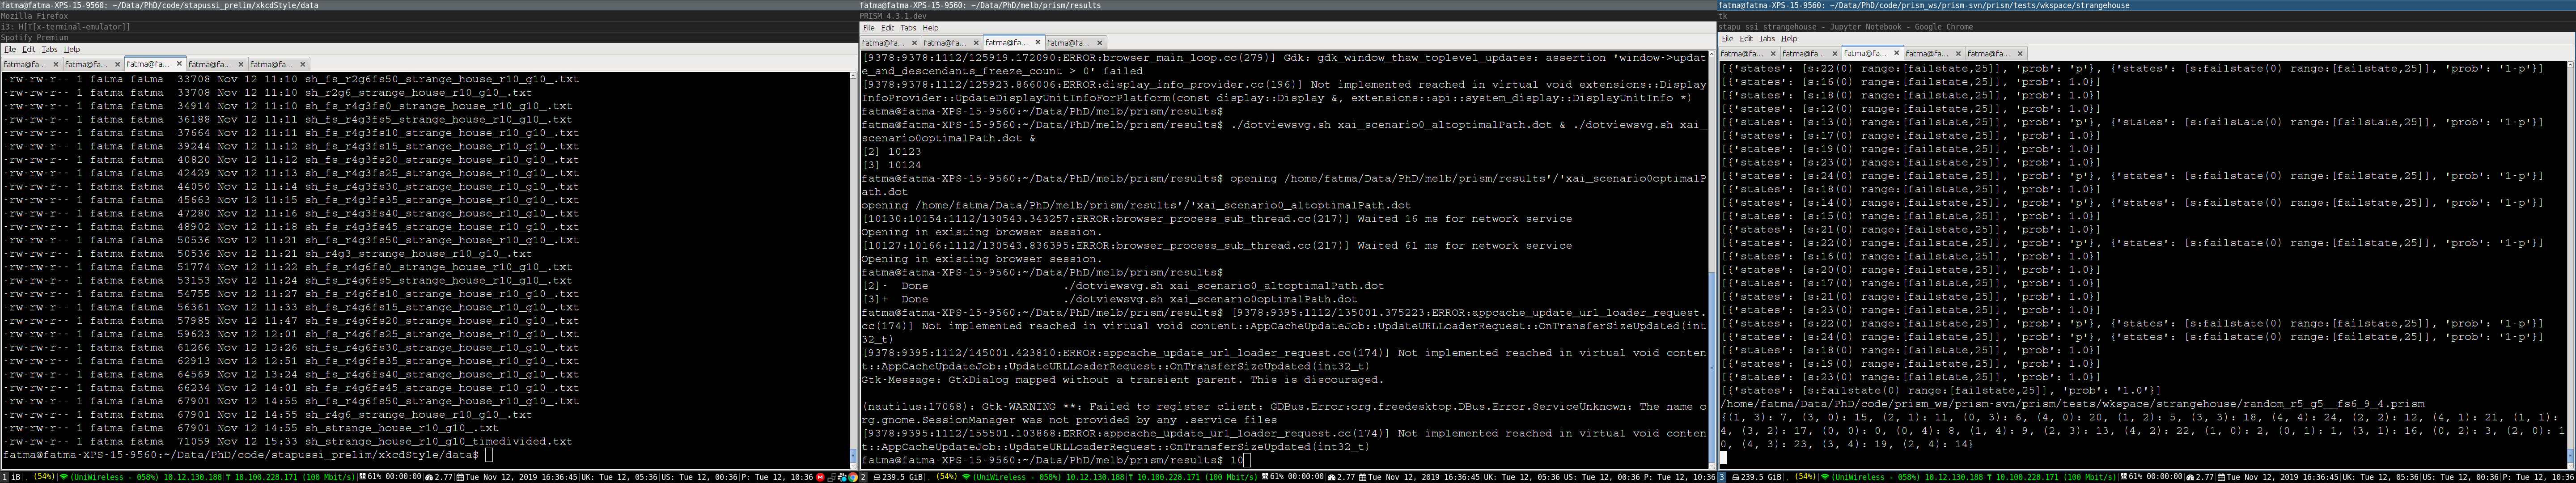 fatma@fatma-XPS-15-9560: ~/Data/PhD/code/stapussi_prelim/xkcdStyle/data
Mozilla Firefox
i3: H[T[x-terminal-emulator]]
Spotify Premium
File Edit Tabs Help
fatma@fa... × fatma@fa... × fatma@fa... × fatma@fa... × fatma@fa... ×
-rw-rw-r-- 1 fatma fatma 33708 Nov 12 11:10 sh_fs_r2g6fs50_strange_house_r10_g10_.txt
-rw-rw-r-- 1 fatma fatma 33708 Nov 12 11:10 sh_r2g6_strange_house_r10_g10_.txt
-rw-rw-r-- 1 fatma fatma 34914 Nov 12 11:10 sh_fs_r4g3fs0_strange_house_r10_g10_.txt
-rw-rw-r-- 1 fatma fatma 36188 Nov 12 11:11 sh_fs_r4g3fs5_strange_house_r10_g10_.txt
-rw-rw-r-- 1 fatma fatma 37664 Nov 12 11:11 sh_fs_r4g3fs10_strange_house_r10_g10_.txt
-rw-rw-r-- 1 fatma fatma 39244 Nov 12 11:12 sh_fs_r4g3fs15_strange_house_r10_g10_.txt
-rw-rw-r-- 1 fatma fatma 40820 Nov 12 11:12 sh_fs_r4g3fs20_strange_house_r10_g10_.txt
-rw-rw-r-- 1 fatma fatma 42429 Nov 12 11:13 sh_fs_r4g3fs25_strange_house_r10_g10_.txt
-rw-rw-r-- 1 fatma fatma 44050 Nov 12 11:14 sh_fs_r4g3fs30_strange_house_r10_g10_.txt
-rw-rw-r-- 1 fatma fatma 45663 Nov 12 11:15 sh_fs_r4g3fs35_strange_house_r10_g10_.txt
-rw-rw-r-- 1 fatma fatma 47280 Nov 12 11:16 sh_fs_r4g3fs40_strange_house_r10_g10_.txt
-rw-rw-r-- 1 fatma fatma 48902 Nov 12 11:18 sh_fs_r4g3fs45_strange_house_r10_g10_.txt
-rw-rw-r-- 1 fatma fatma 50536 Nov 12 11:21 sh_fs_r4g3fs50_strange_house_r10_g10_.txt
-rw-rw-r-- 1 fatma fatma 50536 Nov 12 11:21 sh_r4g3_strange_house_r10_g10_.txt
-rw-rw-r-- 1 fatma fatma 51774 Nov 12 11:22 sh_fs_r4g6fs0_strange_house_r10_g10_.txt
-rw-rw-r-- 1 fatma fatma 53153 Nov 12 11:24 sh_fs_r4g6fs5_strange_house_r10_g10_.txt
-rw-rw-r-- 1 fatma fatma 54755 Nov 12 11:27 sh_fs_r4g6fs10_strange_house_r10_g10_.txt
-rw-rw-r-- 1 fatma fatma 56361 Nov 12 11:33 sh_fs_r4g6fs15_strange_house_r10_g10_.txt
-rw-rw-r-- 1 fatma fatma 57985 Nov 12 11:47 sh_fs_r4g6fs20_strange_house_r10_g10_.txt
-rw-rw-r-- 1 fatma fatma 59623 Nov 12 12:01 sh_fs_r4g6fs25_strange_house_r10_g10_.txt
-rw-rw-r-- 1 fatma fatma 61266 Nov 12 12:26 sh_fs_r4g6fs30_strange_house_r10_g10_.txt
-rw-rw-r-- 1 fatma fatma 62913 Nov 12 12:51 sh_fs_r4g6fs35_strange_house_r10_g10_.txt
-rw-rw-r-- 1 fatma fatma 64569 Nov 12 13:24 sh_fs_r4g6fs40_strange_house_r10_g10_.txt
-rw-rw-r-- 1 fatma fatma 66234 Nov 12 14:01 sh_fs_r4g6fs45_strange_house_r10_g10_.txt
-rw-rw-r-- 1 fatma fatma 67901 Nov 12 14:55 sh_fs_r4g6fs50_strange_house_r10_g10_.txt
-rw-rw-r-- 1 fatma fatma 67901 Nov 12 14:55 sh_r4g6_strange_house_r10_g10_.txt
-rw-rw-r-- 1 fatma fatma 67901 Nov 12 14:55 sh_strange_house_r10_g10_.txt
-rw-rw-r-- 1 fatma fatma 71059 Nov 12 15:33 sh_strange_house_r10_g10_timedivided.txt
fatma@fatma-XPS-15-9560:~/Data/PhD/code/stapussi_prelim/xkcdStyle/data$
1 iB . (54%) (UniWireless - 058%) 10.12.130.188 T 10.100.228.171 (100 Mbit/s) 61% 00:00:00 2.77 Tue Nov 12, 2019 16:36:45 UK: Tue 12, 05:36 US: Tue 12, 00:36 P: Tue 12, 10:36
fatma@fatma-XPS-15-9560: ~/Data/PhD/melb/prism/results
PRISM 4.3.1.dev
File Edit Tabs Help
fatma@fa... × fatma@fa... × fatma@fa... × fatma@fa... ×
[9378:9378:1112/125919.172090:ERROR:browser_main_loop.cc(279)] Gdk: gdk_window_thaw_toplevel_updates: assertion 'window->updat
e_and_descendants_freeze_count > 0' failed
[9378:9378:1112/125923.866006:ERROR:display_info_provider.cc(196)] Not implemented reached in virtual void extensions::Display
InfoProvider::UpdateDisplayUnitInfoForPlatform(const display::Display &, extensions::api::system_display::DisplayUnitInfo *)
fatma@fatma-XPS-15-9560:~/Data/PhD/melb/prism/results$
fatma@fatma-XPS-15-9560:~/Data/PhD/melb/prism/results$ ./dotviewsvg.sh xai_scenario0_altoptimalPath.dot & ./dotviewsvg.sh xai_
scenario0optimalPath.dot &
[2] 10123
[3] 10124
fatma@fatma-XPS-15-9560:~/Data/PhD/melb/prism/results$ opening /home/fatma/Data/PhD/melb/prism/results'/'xai_scenario0optimalP
ath.dot
opening /home/fatma/Data/PhD/melb/prism/results'/'xai_scenario0_altoptimalPath.dot
[10130:10154:1112/130543.343257:ERROR:browser_process_sub_thread.cc(217)] Waited 16 ms for network service
Opening in existing browser session.
[10127:10166:1112/130543.836395:ERROR:browser_process_sub_thread.cc(217)] Waited 61 ms for network service
Opening in existing browser session.
fatma@fatma-XPS-15-9560:~/Data/PhD/melb/prism/results$
[2]- Done ./dotviewsvg.sh xai_scenario0_altoptimalPath.dot
[3]+ Done ./dotviewsvg.sh xai_scenario0optimalPath.dot
fatma@fatma-XPS-15-9560:~/Data/PhD/melb/prism/results$ [9378:9395:1112/135001.375223:ERROR:appcache_update_url_loader_request.
cc(174)] Not implemented reached in virtual void content::AppCacheUpdateJob::UpdateURLLoaderRequest::OnTransferSizeUpdated(int
32_t)
[9378:9395:1112/145001.423810:ERROR:appcache_update_url_loader_request.cc(174)] Not implemented reached in virtual void conten
t::AppCacheUpdateJob::UpdateURLLoaderRequest::OnTransferSizeUpdated(int32_t)
Gtk-Message: GtkDialog mapped without a transient parent. This is discouraged.
(nautilus:17068): Gtk-WARNING **: Failed to register client: GDBus.Error:org.freedesktop.DBus.Error.ServiceUnknown: The name o
rg.gnome.SessionManager was not provided by any .service files
[9378:9395:1112/155501.103868:ERROR:appcache_update_url_loader_request.cc(174)] Not implemented reached in virtual void conten
t::AppCacheUpdateJob::UpdateURLLoaderRequest::OnTransferSizeUpdated(int32_t)
fatma@fatma-XPS-15-9560:~/Data/PhD/melb/prism/results$ 10
2 239.5 GiB . (54%) (UniWireless - 058%) 10.12.130.188 T 10.100.228.171 (100 Mbit/s) 61% 00:00:00 2.77 Tue Nov 12, 2019 16:36:45 UK: Tue 12, 05:36 US: Tue 12, 00:36 P: Tue 12, 10:36
fatma@fatma-XPS-15-9560: ~/Data/PhD/code/prism_ws/prism-svn/prism/tests/wkspace/strangehouse
tk
stapu_ssi_strangehouse - Jupyter Notebook - Google Chrome
File Edit Tabs Help
fatma@fa... × fatma@fa... × fatma@fa... × fatma@fa... × fatma@fa... ×
[{'states': [s:22(0) range:[failstate,25]], 'prob': 'p'}, {'states': [s:failstate(0) range:[failstate,25]], 'prob': '1-p'}]
[{'states': [s:16(0) range:[failstate,25]], 'prob': 1.0}]
[{'states': [s:18(0) range:[failstate,25]], 'prob': 1.0}]
[{'states': [s:12(0) range:[failstate,25]], 'prob': 1.0}]
[{'states': [s:13(0) range:[failstate,25]], 'prob': 'p'}, {'states': [s:failstate(0) range:[failstate,25]], 'prob': '1-p'}]
[{'states': [s:17(0) range:[failstate,25]], 'prob': 1.0}]
[{'states': [s:19(0) range:[failstate,25]], 'prob': 1.0}]
[{'states': [s:23(0) range:[failstate,25]], 'prob': 1.0}]
[{'states': [s:24(0) range:[failstate,25]], 'prob': 'p'}, {'states': [s:failstate(0) range:[failstate,25]], 'prob': '1-p'}]
[{'states': [s:18(0) range:[failstate,25]], 'prob': 1.0}]
[{'states': [s:14(0) range:[failstate,25]], 'prob': 'p'}, {'states': [s:failstate(0) range:[failstate,25]], 'prob': '1-p'}]
[{'states': [s:15(0) range:[failstate,25]], 'prob': 1.0}]
[{'states': [s:21(0) range:[failstate,25]], 'prob': 1.0}]
[{'states': [s:22(0) range:[failstate,25]], 'prob': 'p'}, {'states': [s:failstate(0) range:[failstate,25]], 'prob': '1-p'}]
[{'states': [s:16(0) range:[failstate,25]], 'prob': 1.0}]
[{'states': [s:20(0) range:[failstate,25]], 'prob': 1.0}]
[{'states': [s:17(0) range:[failstate,25]], 'prob': 1.0}]
[{'states': [s:21(0) range:[failstate,25]], 'prob': 1.0}]
[{'states': [s:23(0) range:[failstate,25]], 'prob': 1.0}]
[{'states': [s:22(0) range:[failstate,25]], 'prob': 'p'}, {'states': [s:failstate(0) range:[failstate,25]], 'prob': '1-p'}]
[{'states': [s:24(0) range:[failstate,25]], 'prob': 'p'}, {'states': [s:failstate(0) range:[failstate,25]], 'prob': '1-p'}]
[{'states': [s:18(0) range:[failstate,25]], 'prob': 1.0}]
[{'states': [s:19(0) range:[failstate,25]], 'prob': 1.0}]
[{'states': [s:23(0) range:[failstate,25]], 'prob': 1.0}]
[{'states': [s:failstate(0) range:[failstate,25]], 'prob': '1.0'}]
/home/fatma/Data/PhD/code/prism_ws/prism-svn/prism/tests/wkspace/strangehouse/random_r5_g5__fs6_9_4.prism
{(1, 3): 7, (3, 0): 15, (2, 1): 11, (0, 3): 6, (4, 0): 20, (1, 2): 5, (3, 3): 18, (4, 4): 24, (2, 2): 12, (4, 1): 21, (1, 1):
4, (3, 2): 17, (0, 0): 0, (0, 4): 8, (1, 4): 9, (2, 3): 13, (4, 2): 22, (1, 0): 2, (0, 1): 1, (3, 1): 16, (0, 2): 3, (2, 0): 1
0, (4, 3): 23, (3, 4): 19, (2, 4): 14}
3 239.5 GiB . (54%) (UniWireless - 058%) 10.12.130.188 T 10.100.228.171 (100 Mbit/s) 61% 00:00:00 2.77 Tue Nov 12, 2019 16:36:45 UK: Tue 12, 05:36 US: Tue 12, 00:36 P: Tue 12, 10:36